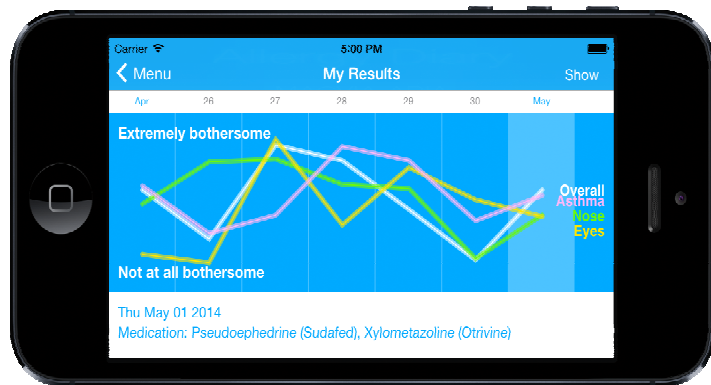 Carrier 5:00 PM
Menu My Results Show
Apr 26 27 28 29 30 May
Extremely bothersome
Overall
Asthma
Nose
Eyes
Not at all bothersome
Thu May 01 2014
Medication: Pseudoephedrine (Sudafed), Xylometazoline (Otrivine)